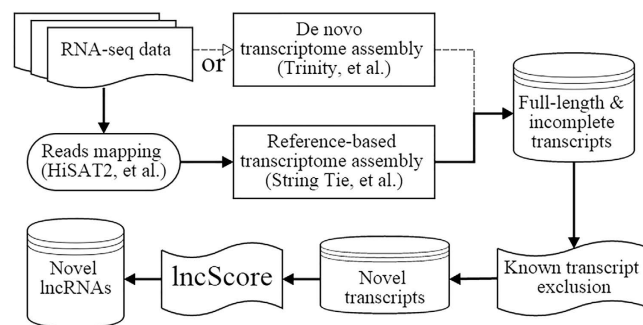 RNA-seq data
or
De novo
transcriptome assembly
(Trinity, et al.)
Reads mapping
(HiSAT2, et al.)
Reference-based
transcriptome assembly
(String Tie, et al.)
Full-length &
incomplete
transcripts
Known transcript
exclusion
Novel
transcripts
lncScore
Novel
lncRNAs